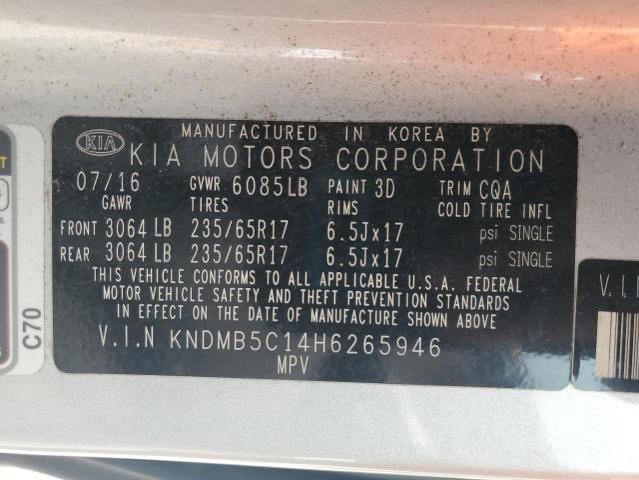 KIA MANUFACTURED IN KOREA BY
KIA MOTORS CORPORATION
07/16 GVWR 6085LB PAINT 3D TRIM CQA
GAWR TIRES RIMS COLD TIRE INFL
FRONT 3064 LB 235/65R17 6.5Jx17 psi SINGLE
REAR 3064 LB 235/65R17 6.5Jx17 psi SINGLE
THIS VEHICLE CONFORMS TO ALL APPLICABLE U.S.A. FEDERAL
MOTOR VEHICLE SAFETY AND THEFT PREVENTION STANDARDS
IN EFFECT ON THE DATE OF MANUFACTURE SHOWN ABOVE
V.I.N KNDMB5C14H6265946
MPV
C70
V.I.N